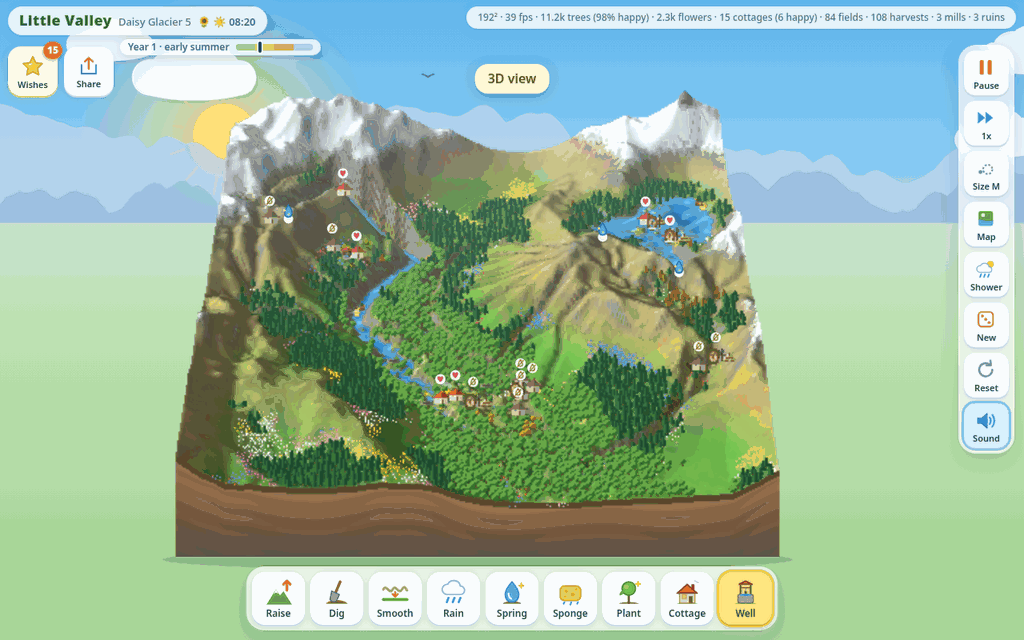 Little Valley Daisy Glacier 5 08:20
192² · 39 fps · 11.2k trees (98% happy) · 2.3k flowers · 15 cottages (6 happy) · 84 fields · 108 harvests · 3 mills · 3 ruins
Year 1 · early summer
15
Wishes
Share
3D view
Pause
1x
Size M
Map
Shower
New
Reset
Sound
Raise
Dig
Smooth
Rain
Spring
Sponge
Plant
Cottage
Well